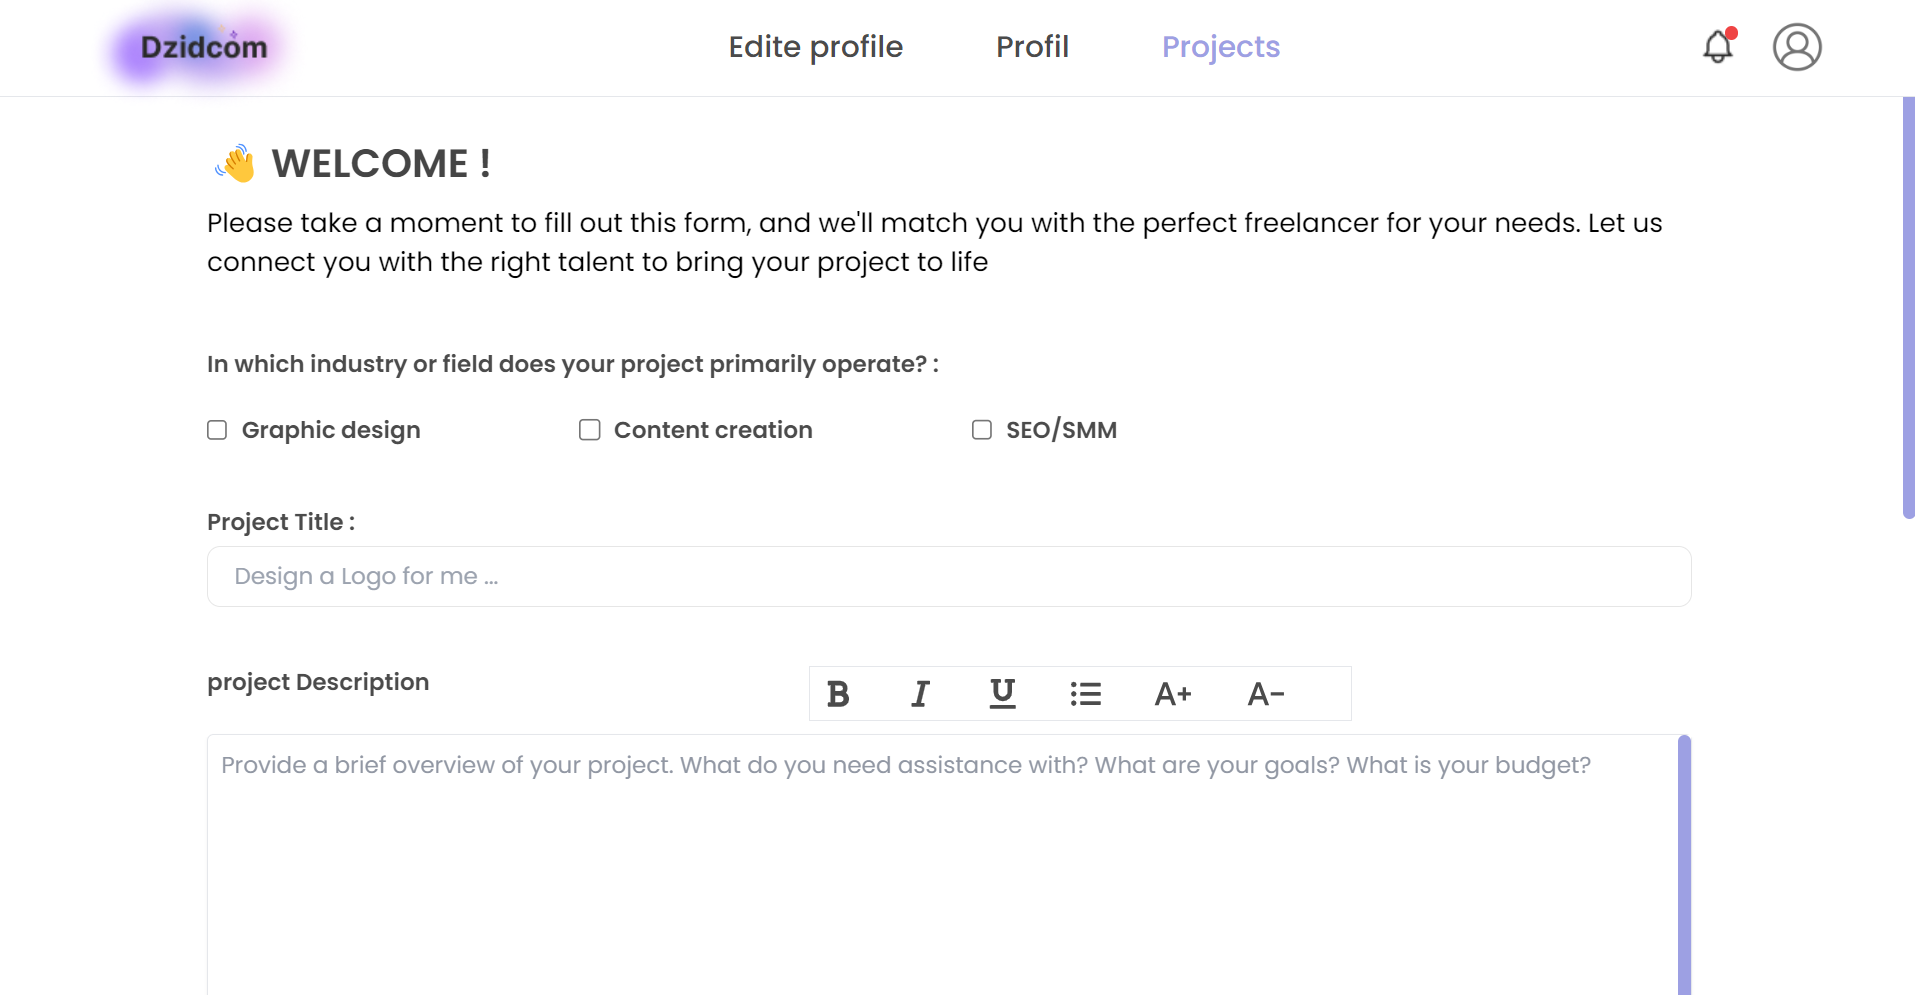 Dzidcom
Edite profile
Profil
Projects
👋 WELCOME !
Please take a moment to fill out this form, and we'll match you with the perfect freelancer for your needs. Let us
connect you with the right talent to bring your project to life
In which industry or field does your project primarily operate? :
Graphic design
Content creation
SEO/SMM
Project Title :
Design a Logo for me ...
project Description
B I U A+ A-
Provide a brief overview of your project. What do you need assistance with? What are your goals? What is your budget?